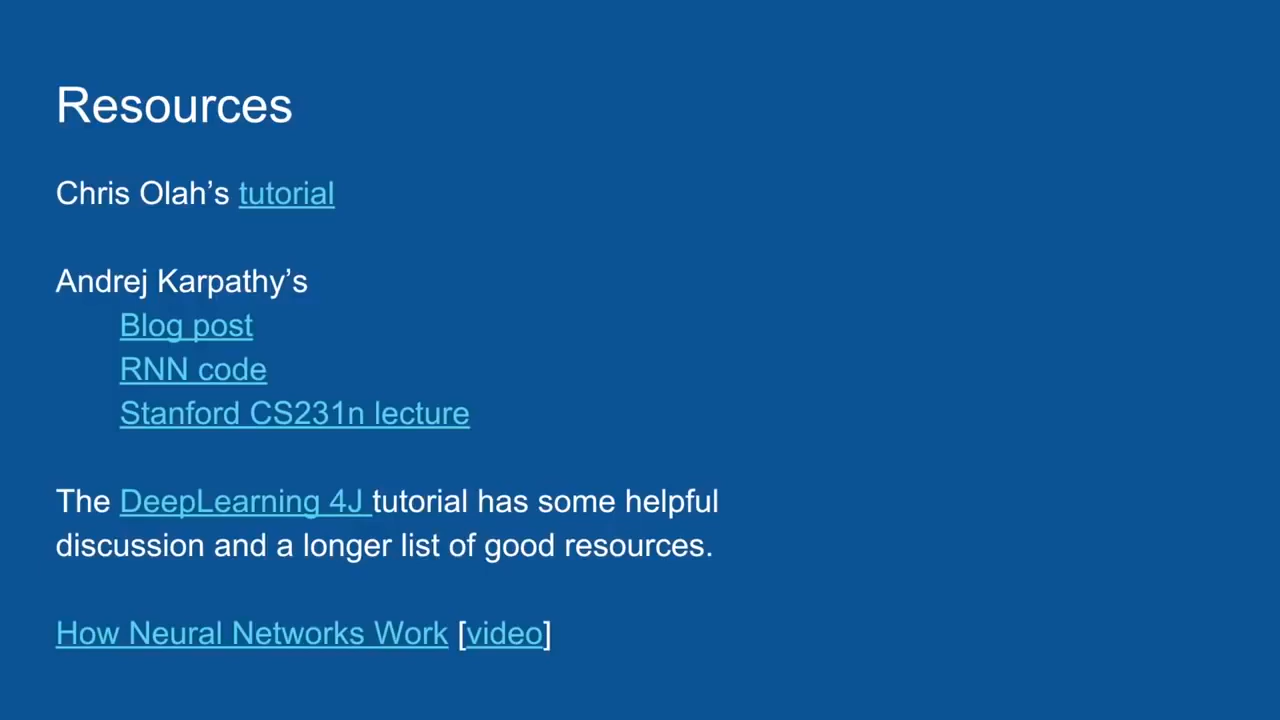 Resources
Chris Olah’s tutorial
Andrej Karpathy’s
Blog post
RNN code
Stanford CS231n lecture
The DeepLearning 4J tutorial has some helpful
discussion and a longer list of good resources.
How Neural Networks Work [video]